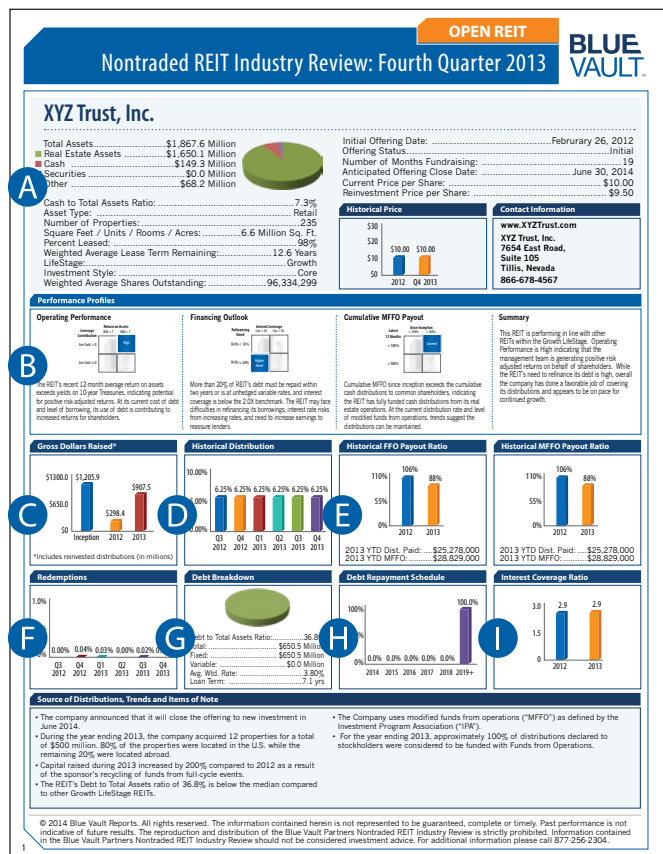 OPEN REIT
Nontraded REIT Industry Review: Fourth Quarter 2013
BLUE
VAULT™
XYZ Trust, Inc.
Total Assets.......................$1,867.6 Million
Real Estate Assets ..............$1,650.1 Million
Cash ..................................$149.3 Million
Securities .............................$0.0 Million
Other ..................................$68.2 Million
A
Cash to Total Assets Ratio: ..............................7.3%
Asset Type: ....................................................Retail
Number of Properties: .....................................235
Square Feet / Units / Rooms / Acres: ............6.6 Million Sq. Ft.
Percent Leased:..............................................98%
Weighted Average Lease Term Remaining:..............12.6 Years
LifeStage:....................................................Growth
Investment Style: .............................................Core
Weighted Average Shares Outstanding: ..................96,334,299
Initial Offering Date: ..............................Februrary 26, 2012
Offering Status..............................................Initial
Number of Months Fundraising: ...............................19
Anticipated Offering Close Date: ..................... June 30, 2014
Current Price per Share: ....................................$10.00
Reinvestment Price per Share: ..............................$9.50
Historical Price
$30
$20
$10
$0
$10.00 $10.00
2012 Q4 2013
Contact Information
www.XYZTrust.com
XYZ Trust, Inc.
7654 East Road,
Suite 105
Tillis, Nevada
866-678-4567
Performance Profiles
B
Operating Performance
Leverage
Contribution
Return on Assets
High
The REIT's recent 12-month average return on assets
exceeds yields on 10-year Treasuries, indicating potential
for positive risk-adjusted returns. At its current cost of debt
and level of borrowing, its use of debt is contributing to
increased returns for shareholders.
Financing Outlook
Refinancing
Need
Interest Coverage
Higher
Need
More than 20% of REIT's debt must be repaid within
two years or is at unhedged variable rates, and interest
coverage is below the 2.0X benchmark. The REIT may face
difficulties in refinancing its borrowings, interest rate risks
from increasing rates, and need to increase earnings to
reassure lenders.
Cumulative MFFO Payout
Latest
12 Months
Since Inception
Cumulative MFFO since inception exceeds the cumulative
cash distributions to common shareholders, indicating
the REIT has fully funded cash distributions from its real
estate operations. At the current distribution rate and level
of modified funds from operations, trends suggest the
distributions can be maintained.
Summary
This REIT is performing in line with other
REITs within the Growth LifeStage. Operating
Performance is High indicating that the
management team is generating positive risk
adjusted returns on behalf of shareholders. While
the REIT's need to refinance its debt is high, overall
the company has done a favorable job of covering
its distributions and appears to be on pace for
continued growth.
Gross Dollars Raised*
C
$1300.0
$650.0
$0
$1,205.9
$298.4
$907.5
Inception 2012 2013
*Includes reinvested distributions (in millions)
Historical Distribution
D
10.00%
5.00%
0.00%
6.25% 6.25% 6.25% 6.25% 6.25% 6.25%
Q3 Q4 Q1 Q2 Q3 Q4
2012 2012 2013 2013 2013 2013
Historical FFO Payout Ratio
E
110%
55%
0%
106%
88%
2012 2013
2013 YTD Dist. Paid: ....$25,278,000
2013 YTD MFFO: ..........$28,829,000
Historical MFFO Payout Ratio
110%
55%
0%
106%
88%
2012 2013
2013 YTD Dist. Paid: ....$25,278,000
2013 YTD MFFO: ..........$28,829,000
Redemptions
F
1.0%
0.00% 0.04% 0.03% 0.00% 0.02%
Q3 Q4 Q1 Q2 Q3 Q4
2012 2012 2013 2013 2013 2013
Debt Breakdown
G
Debt to Total Assets Ratio:............36.8%
Total: ............................ $650.5 Million
Fixed: ........................... $650.5 Million
Variable: .......................... $0.0 Million
Avg. Wtd. Rate: ........................3.80%
Loan Term: ..............................7.1 yrs
Debt Repayment Schedule
H
100%
0%
0.0% 0.0% 0.0% 0.0% 0.0% 100.0%
2014 2015 2016 2017 2018 2019+
Interest Coverage Ratio
I
3.0
1.5
0
2.9 2.9
2012 2013
Source of Distributions, Trends and Items of Note
• The company announced that it will close the offering to new investment in
June 2014.
• During the year ending 2013, the company acquired 12 properties for a total
of $500 million. 80% of the properties were located in the U.S. while the
remaining 20% were located abroad.
• Capital raised during 2013 increased by 200% compared to 2012 as a result
of the sponsor's recycling of funds from full-cycle events.
• The REIT's Debt to Total Assets ratio of 36.8% is below the median compared
to other Growth LifeStage REITs.
• The Company uses modified funds from operations ("MFFO") as defined by the
Investment Program Association ("IPA").
• For the year ending 2013, approximately 100% of distributions declared to
stockholders were considered to be funded with Funds from Operations.
© 2014 Blue Vault Reports. All rights reserved. The information contained herein is not represented to be guaranteed, complete or timely. Past performance is not
indicative of future results. The reproduction and distribution of the Blue Vault Partners Nontraded REIT Industry Review is strictly prohibited. Information contained
in the Blue Vault Partners Nontraded REIT Industry Review should not be considered investment advice. For additional information please call 877-256-2304.
1